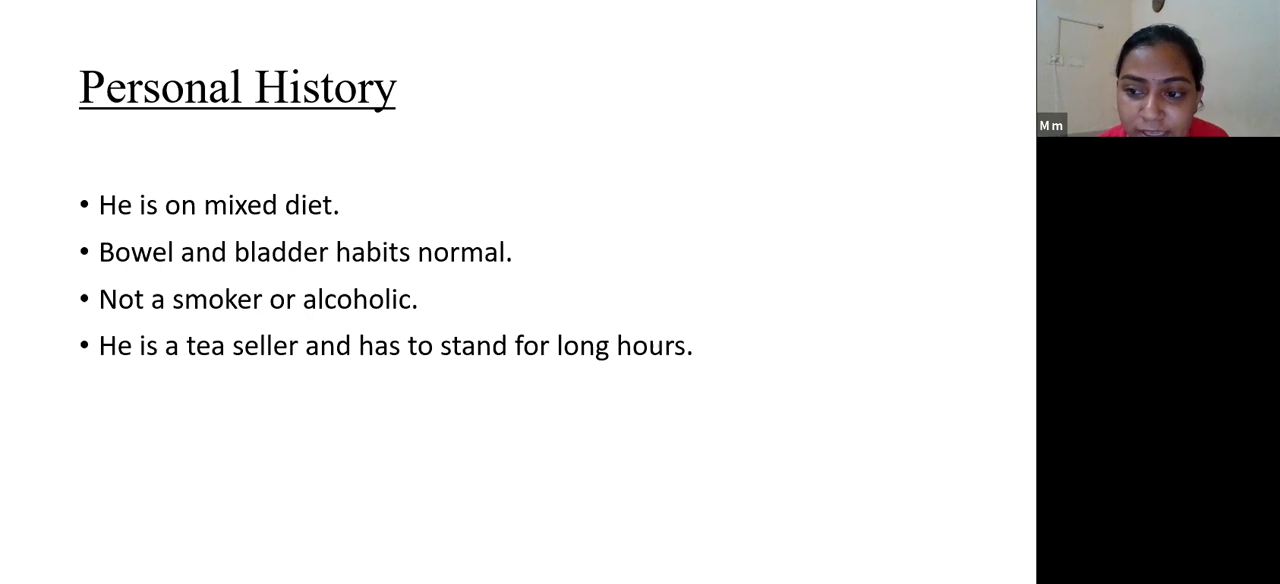 Personal History
• He is on mixed diet.
• Bowel and bladder habits normal.
• Not a smoker or alcoholic.
• He is a tea seller and has to stand for long hours.
M m